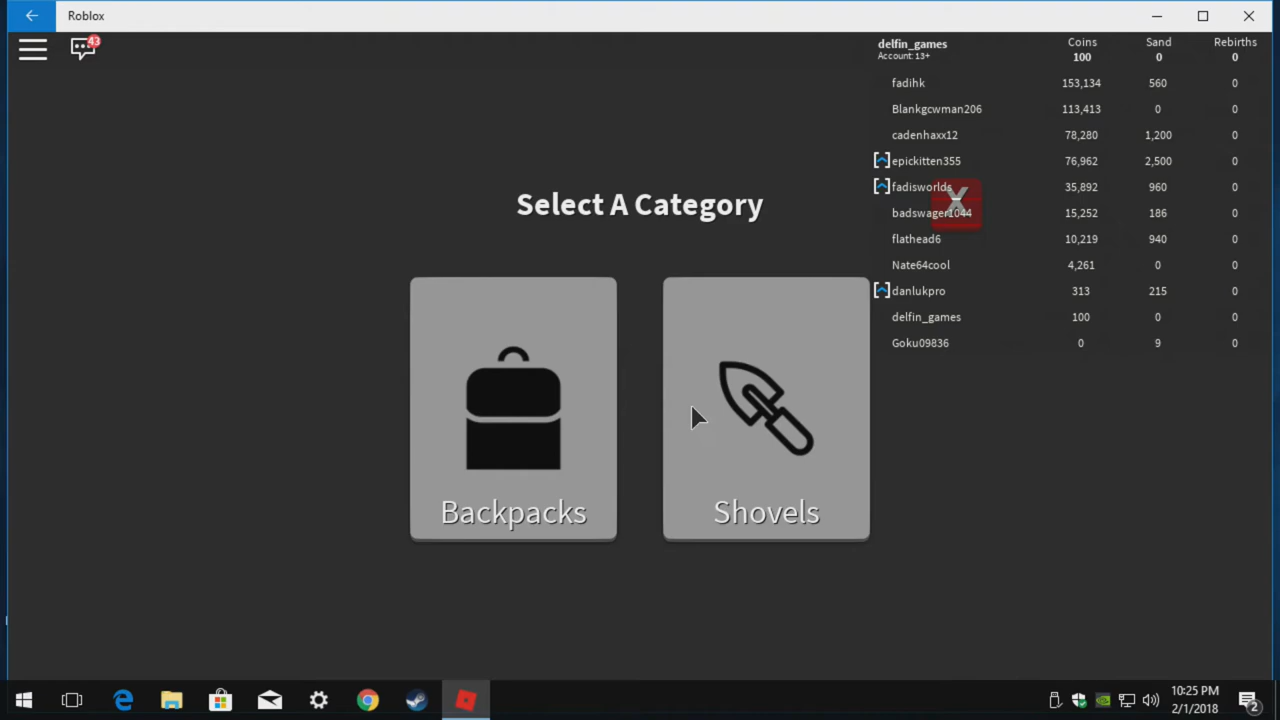 Roblox
43
delfin_games Coins Sand Rebirths
Account: 13+ 100 0 0
fadihk 153,134 560 0
Blankgcwman206 113,413 0 0
cadenhaxx12 78,280 1,200 0
epickitten355 76,962 2,500 0
fadisworlds 35,892 960 0
X
badswager1044 15,252 186 0
flathead6 10,219 940 0
Nate64cool 4,261 0 0
danlukpro 313 215 0
delfin_games 100 0 0
Goku09836 0 9 0
Select A Category
Backpacks
Shovels
10:25 PM
2/1/2018
2